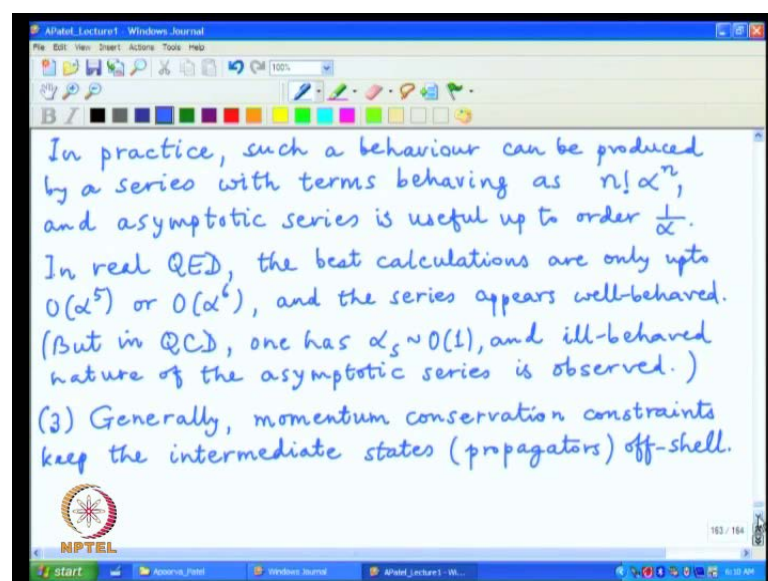 APatel_Lecture1 - Windows Journal
File Edit View Insert Actions Tools Help
100%
B I
In practice, such a behaviour can be produced
by a series with terms behaving as n! α^n,
and asymptotic series is useful up to order 1/α.
In real QED, the best calculations are only upto
O(α^5) or O(α^6), and the series appears well-behaved.
(But in QCD, one has α_s ~ O(1), and ill-behaved
nature of the asymptotic series is observed.)
(3) Generally, momentum conservation constraints
keep the intermediate states (propagators) off-shell.
NPTEL
163 / 164
start Apoorva_Patel Windows Journal APatel_Lecture1 - Wi... 6:10 AM